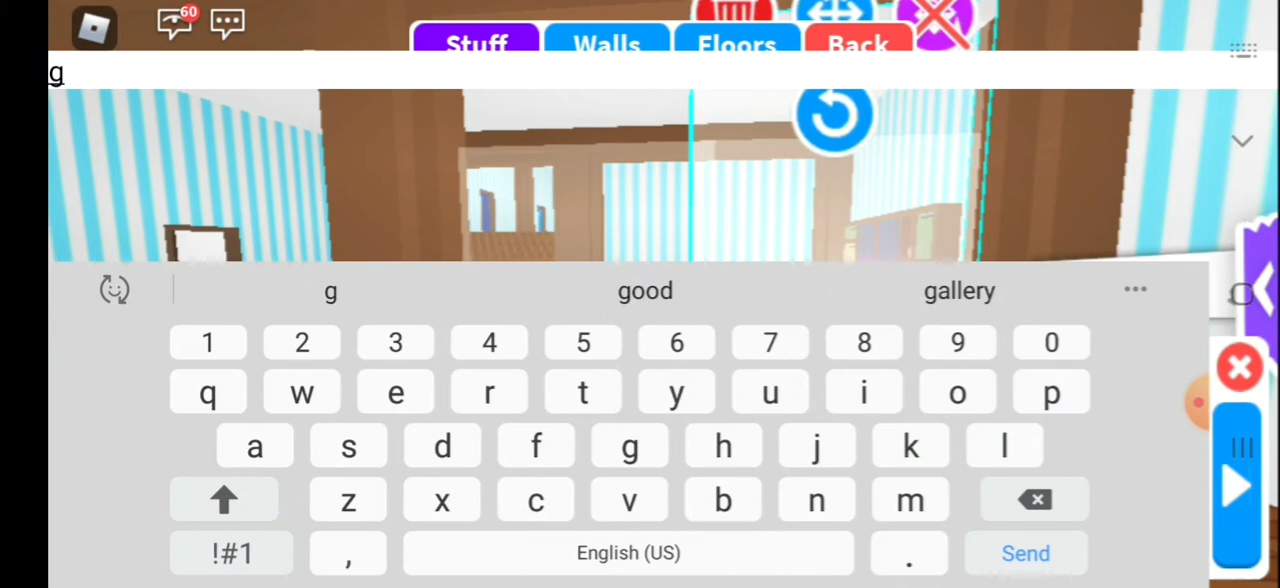 60
Stuff Walls Floors Back
g
g good gallery
1 2 3 4 5 6 7 8 9 0
q w e r t y u i o p
a s d f g h j k l
z x c v b n m
!#1 , English (US) . Send